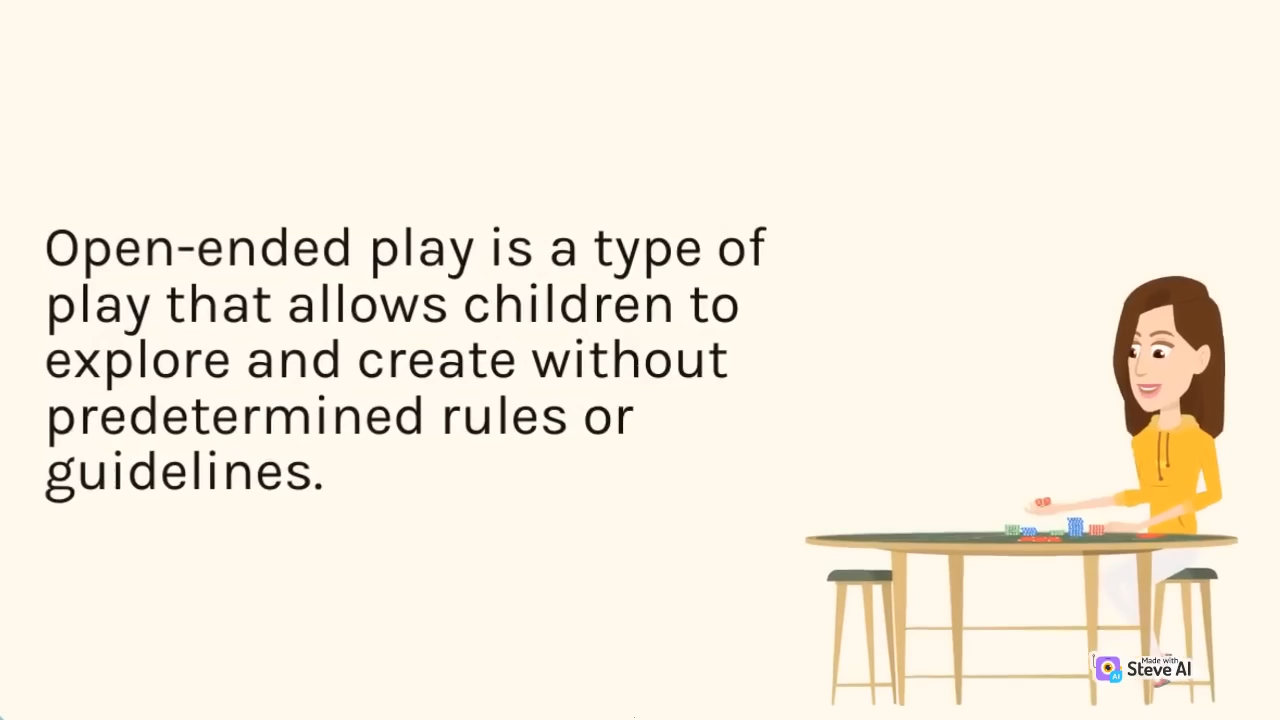 Open-ended play is a type of
play that allows children to
explore and create without
predetermined rules or
guidelines.
Made with
Steve AI
AI